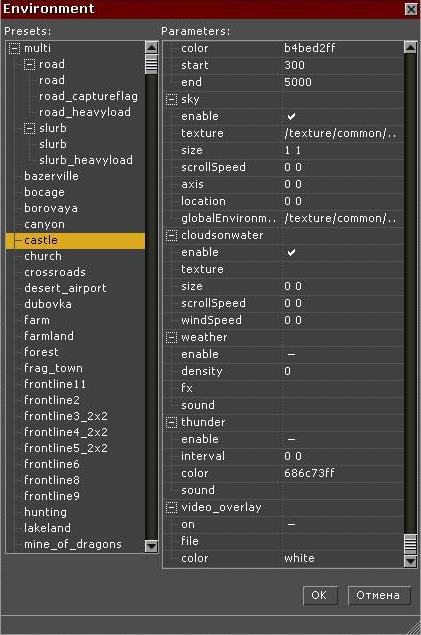 Environment
Presets:
multi
road
road
road_captureflag
road_heavyload
slurb
slurb
slurb_heavyload
bazerville
bocage
borovaya
canyon
castle
church
crossroads
desert_airport
dubovka
farm
farmland
forest
frag_town
frontline11
frontline2
frontline3_2x2
frontline4_2x2
frontline5_2x2
frontline6
frontline8
frontline9
hunting
lakeland
mine_of_dragons
Parameters:
color b4bed2ff
start 300
end 5000
sky
enable
texture /texture/common/..
size 1 1
scrollSpeed 0 0
axis 0 0
location 0 0
globalEnvironm.. /texture/common/..
cloudsonwater
enable
texture
size 0 0
scrollSpeed 0 0
windSpeed 0 0
weather
enable
density 0
fx
sound
thunder
enable
interval 0 0
color 686c73ff
sound
video_overlay
on
file
color white
OK Отмена